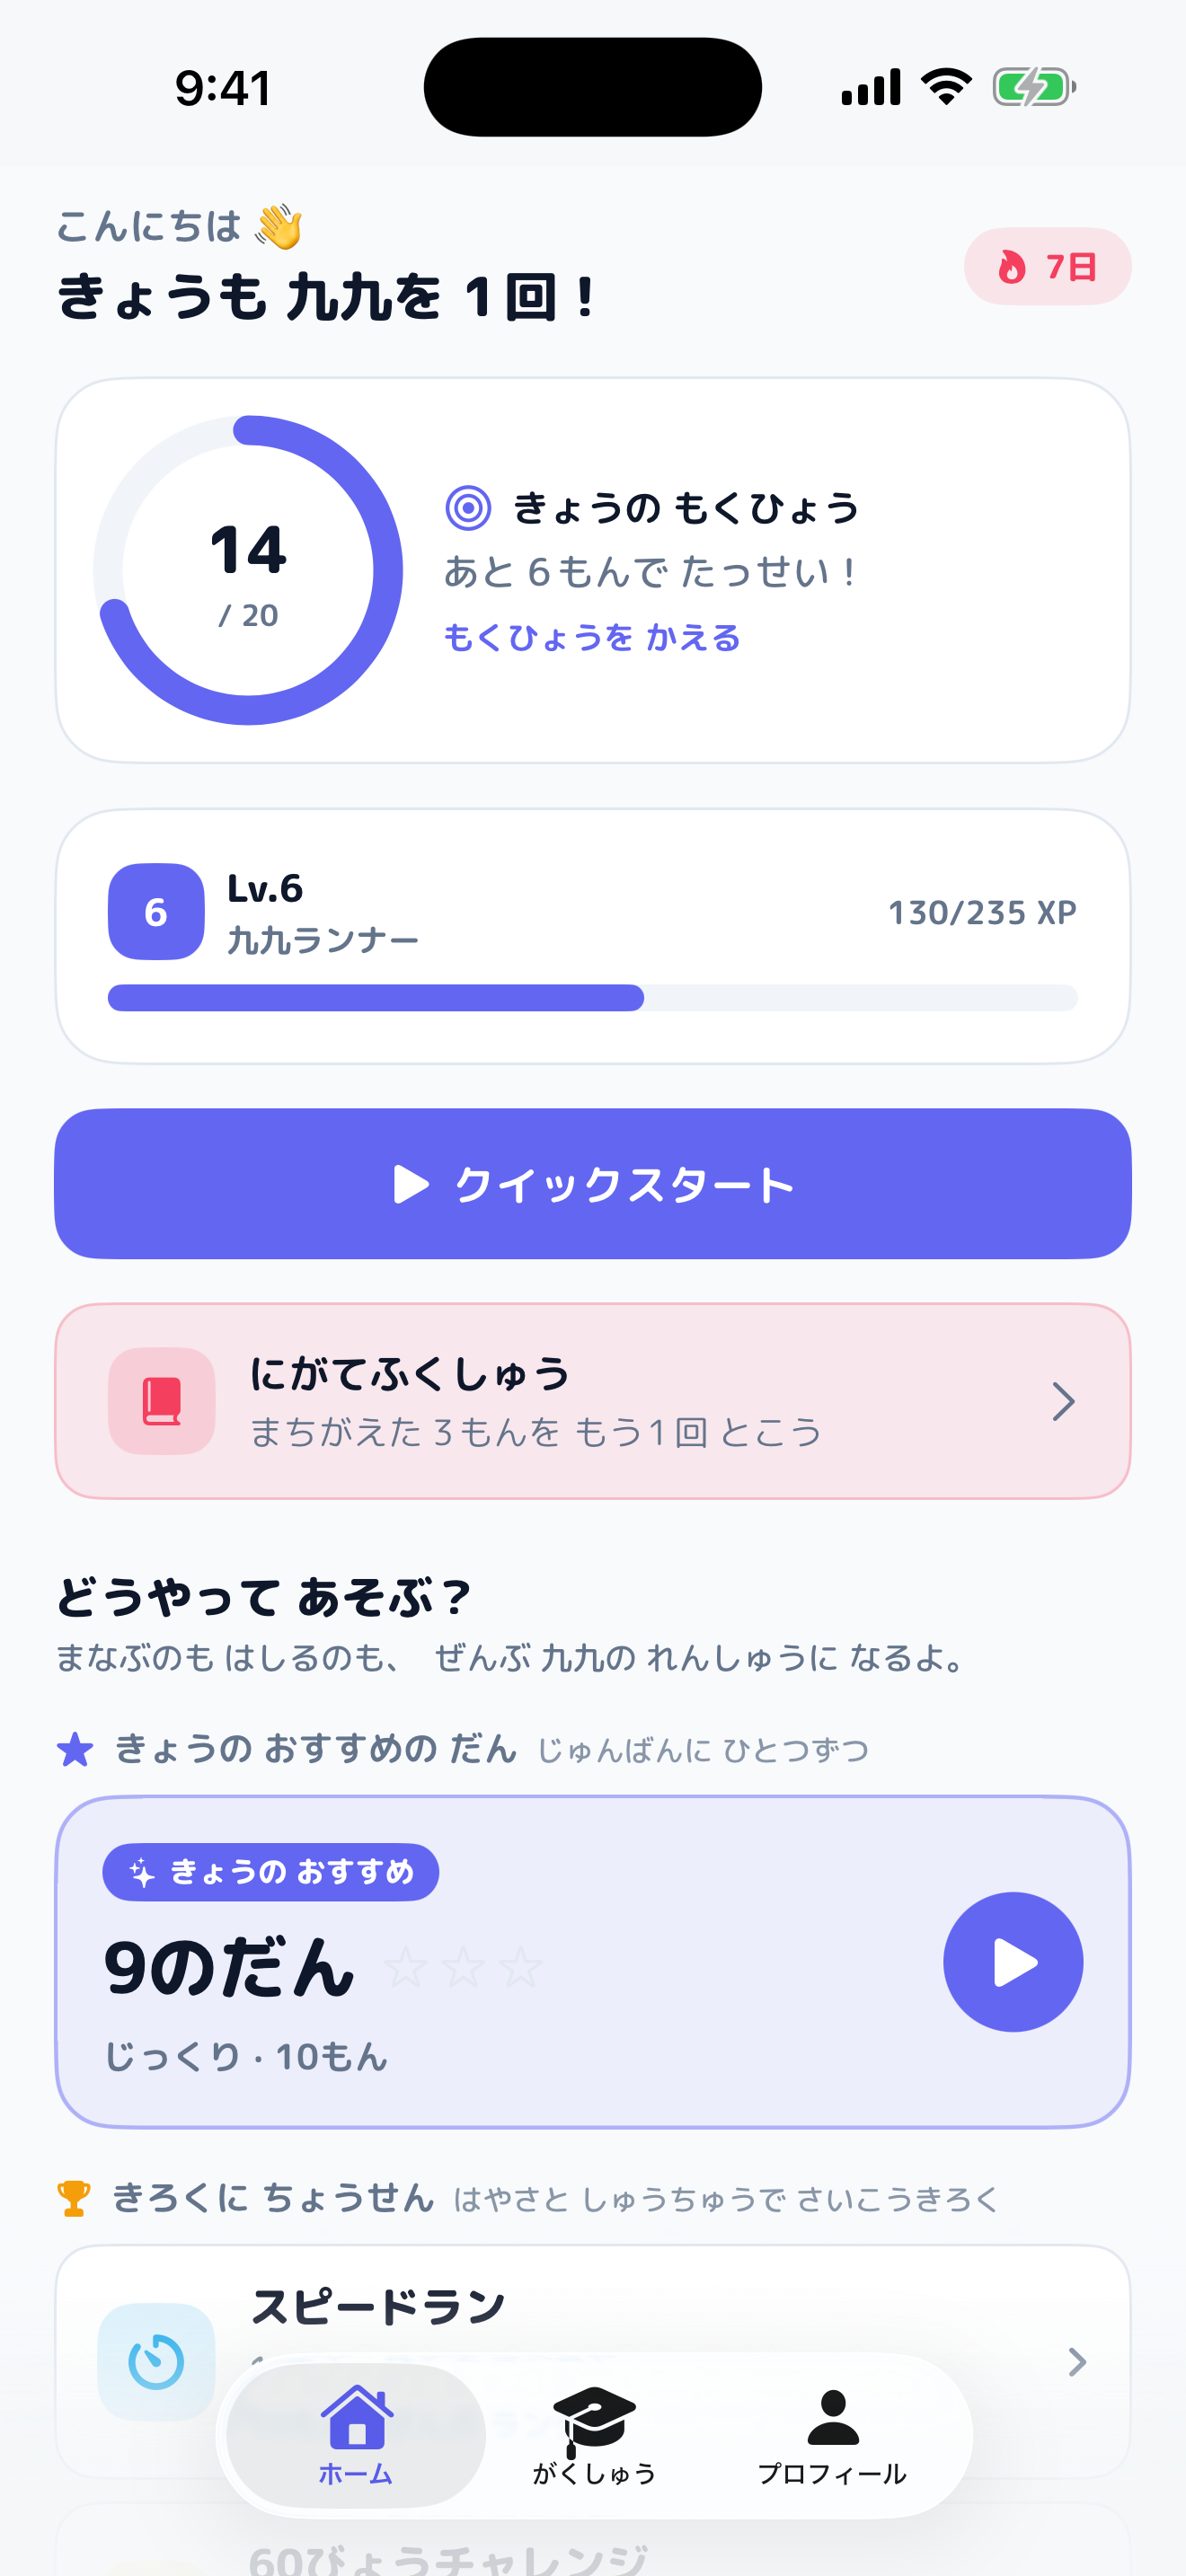 9:41
こんにちは 👋
きょうも 九九を 1回！
7日
14
/ 20
きょうの もくひょう
あと 6もんで たっせい！
もくひょうを かえる
6
Lv.6
九九ランナー
130/235 XP
クイックスタート
にがてふくしゅう
まちがえた 3もんを もう1回 とこう
どうやって あそぶ？
まなぶのも はしるのも、 ぜんぶ 九九の れんしゅうに なるよ。
きょうの おすすめの だん じゅんばんに ひとつずつ
きょうの おすすめ
9のだん ☆☆☆
じっくり · 10もん
きろくに ちょうせん はやさと しゅうちゅうで さいこうきろく
スピードラン
ホーム
がくしゅう
プロフィール
60びょうチャレンジ